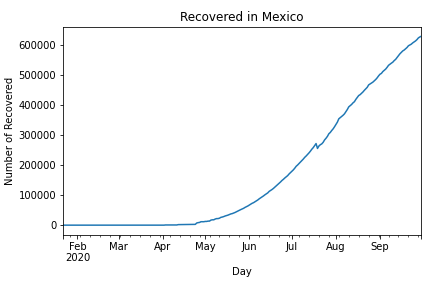 Recovered in Mexico
Number of Recovered
600000
500000
400000
300000
200000
100000
0
Feb Mar Apr May Jun Jul Aug Sep
2020
Day